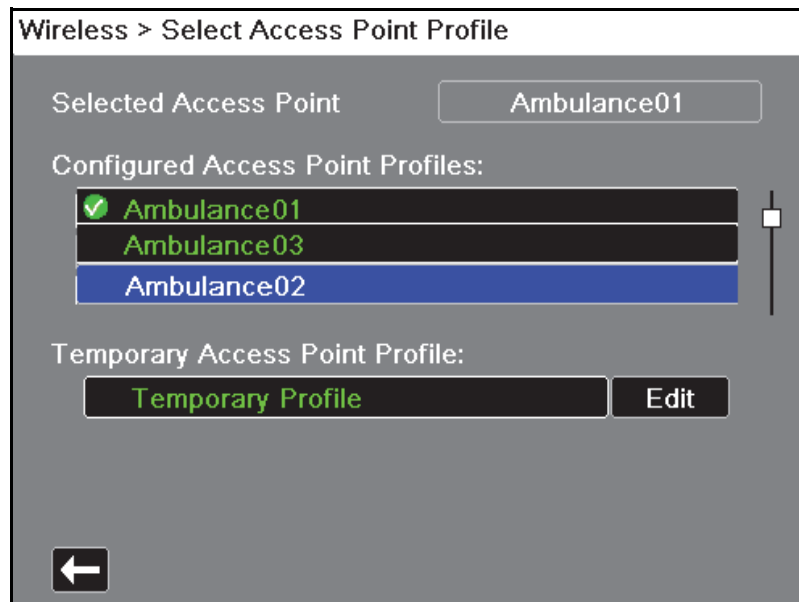 Wireless > Select Access Point Profile
Selected Access Point Ambulance01
Configured Access Point Profiles:
Ambulance01
Ambulance03
Ambulance02
Temporary Access Point Profile:
Temporary Profile Edit